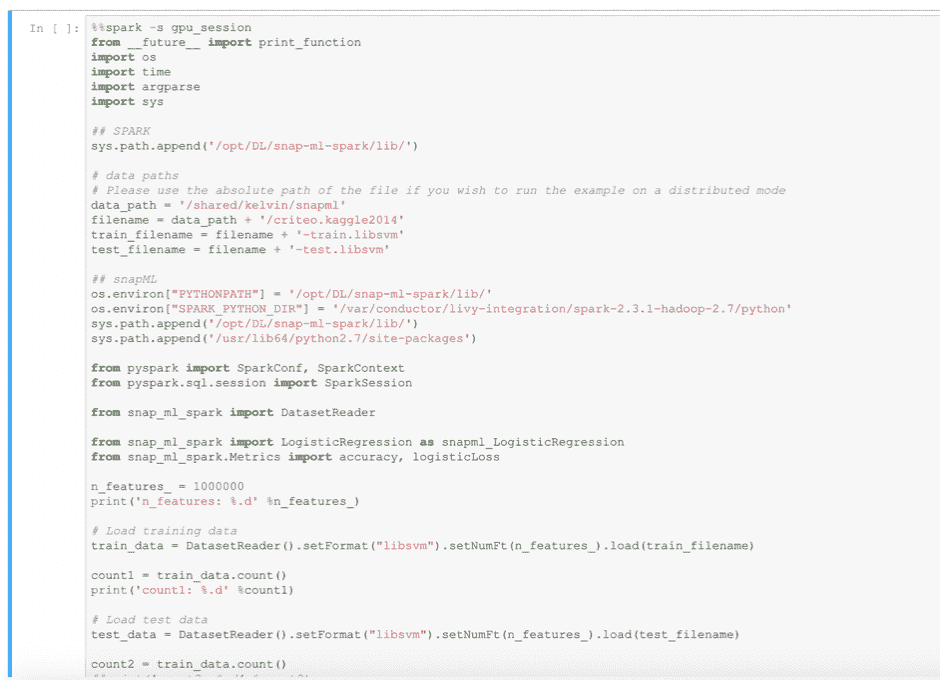 In [ ]: %%spark -s gpu_session
from __future__ import print_function
import os
import time
import argparse
import sys
## SPARK
sys.path.append('/opt/DL/snap-ml-spark/lib/')
# data paths
# Please use the absolute path of the file if you wish to run the example on a distributed mode
data_path = '/shared/kelvin/snapml'
filename = data_path + '/criteo.kaggle2014'
train_filename = filename + '-train.libsvm'
test_filename = filename + '-test.libsvm'
## snapML
os.environ["PYTHONPATH"] = '/opt/DL/snap-ml-spark/lib/'
os.environ["SPARK_PYTHON_DIR"] = '/var/conductor/livy-integration/spark-2.3.1-hadoop-2.7/python'
sys.path.append('/opt/DL/snap-ml-spark/lib/')
sys.path.append('/usr/lib64/python2.7/site-packages')
from pyspark import SparkConf, SparkContext
from pyspark.sql.session import SparkSession
from snap_ml_spark import DatasetReader
from snap_ml_spark import LogisticRegression as snapml_LogisticRegression
from snap_ml_spark.Metrics import accuracy, logisticLoss
n_features_ = 1000000
print('n_features: %.d' %n_features_)
# Load training data
train_data = DatasetReader().setFormat("libsvm").setNumFt(n_features_).load(train_filename)
count1 = train_data.count()
print('count1: %.d' %count1)
# Load test data
test_data = DatasetReader().setFormat("libsvm").setNumFt(n_features_).load(test_filename)
count2 = train_data.count()